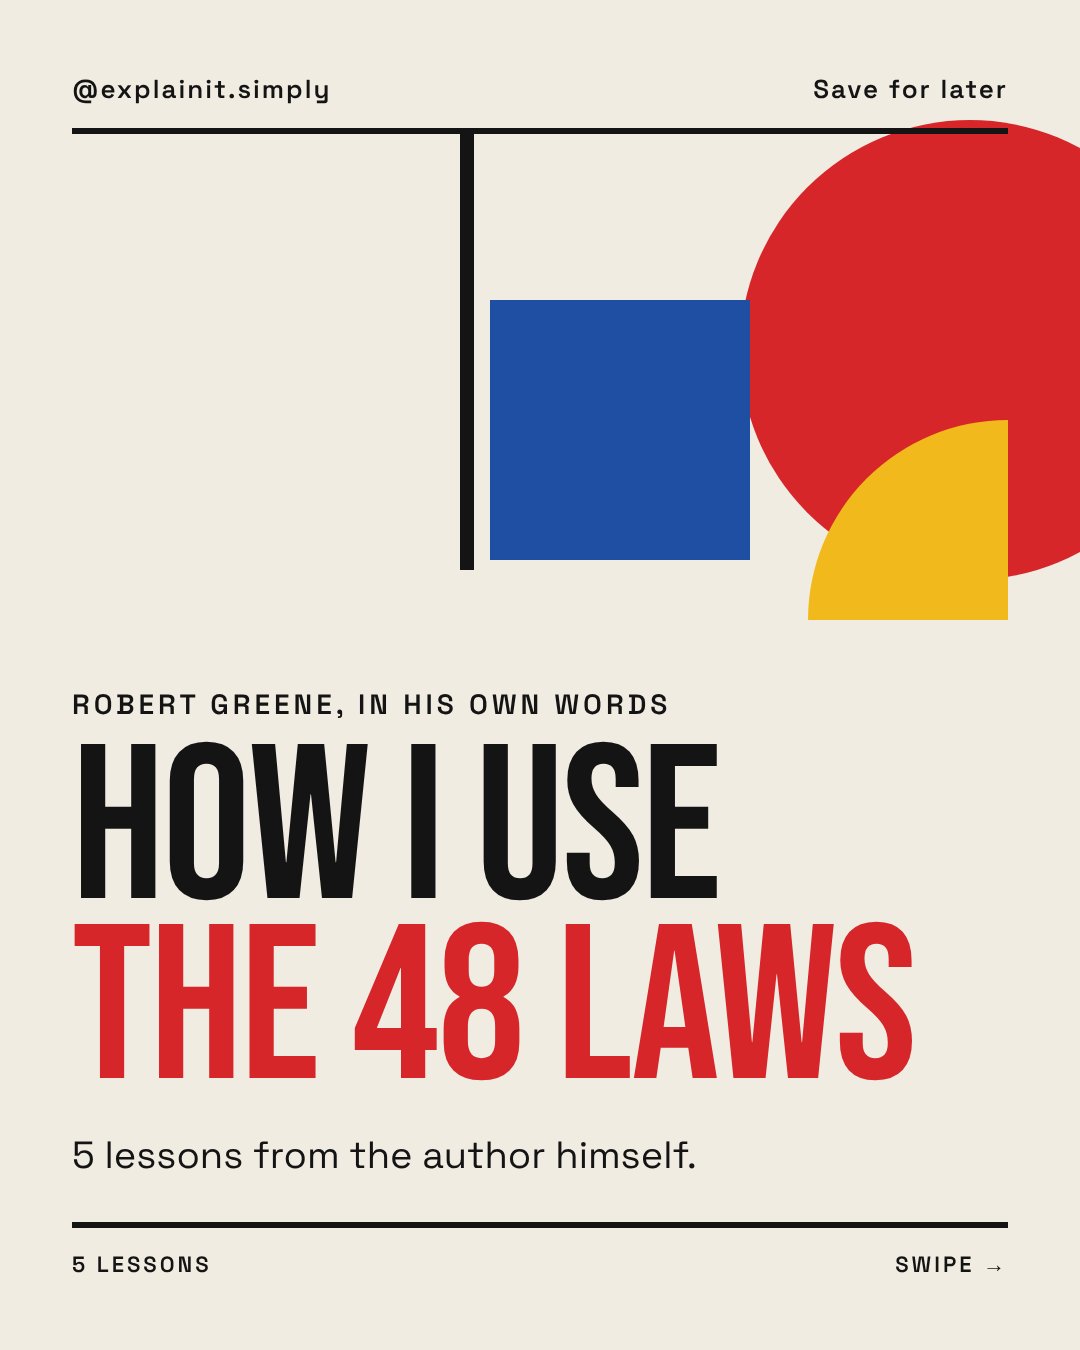 @explainit.simply
Save for later
ROBERT GREENE, IN HIS OWN WORDS
HOW I USE
THE 48 LAWS
5 lessons from the author himself.
5 LESSONS
SWIPE →